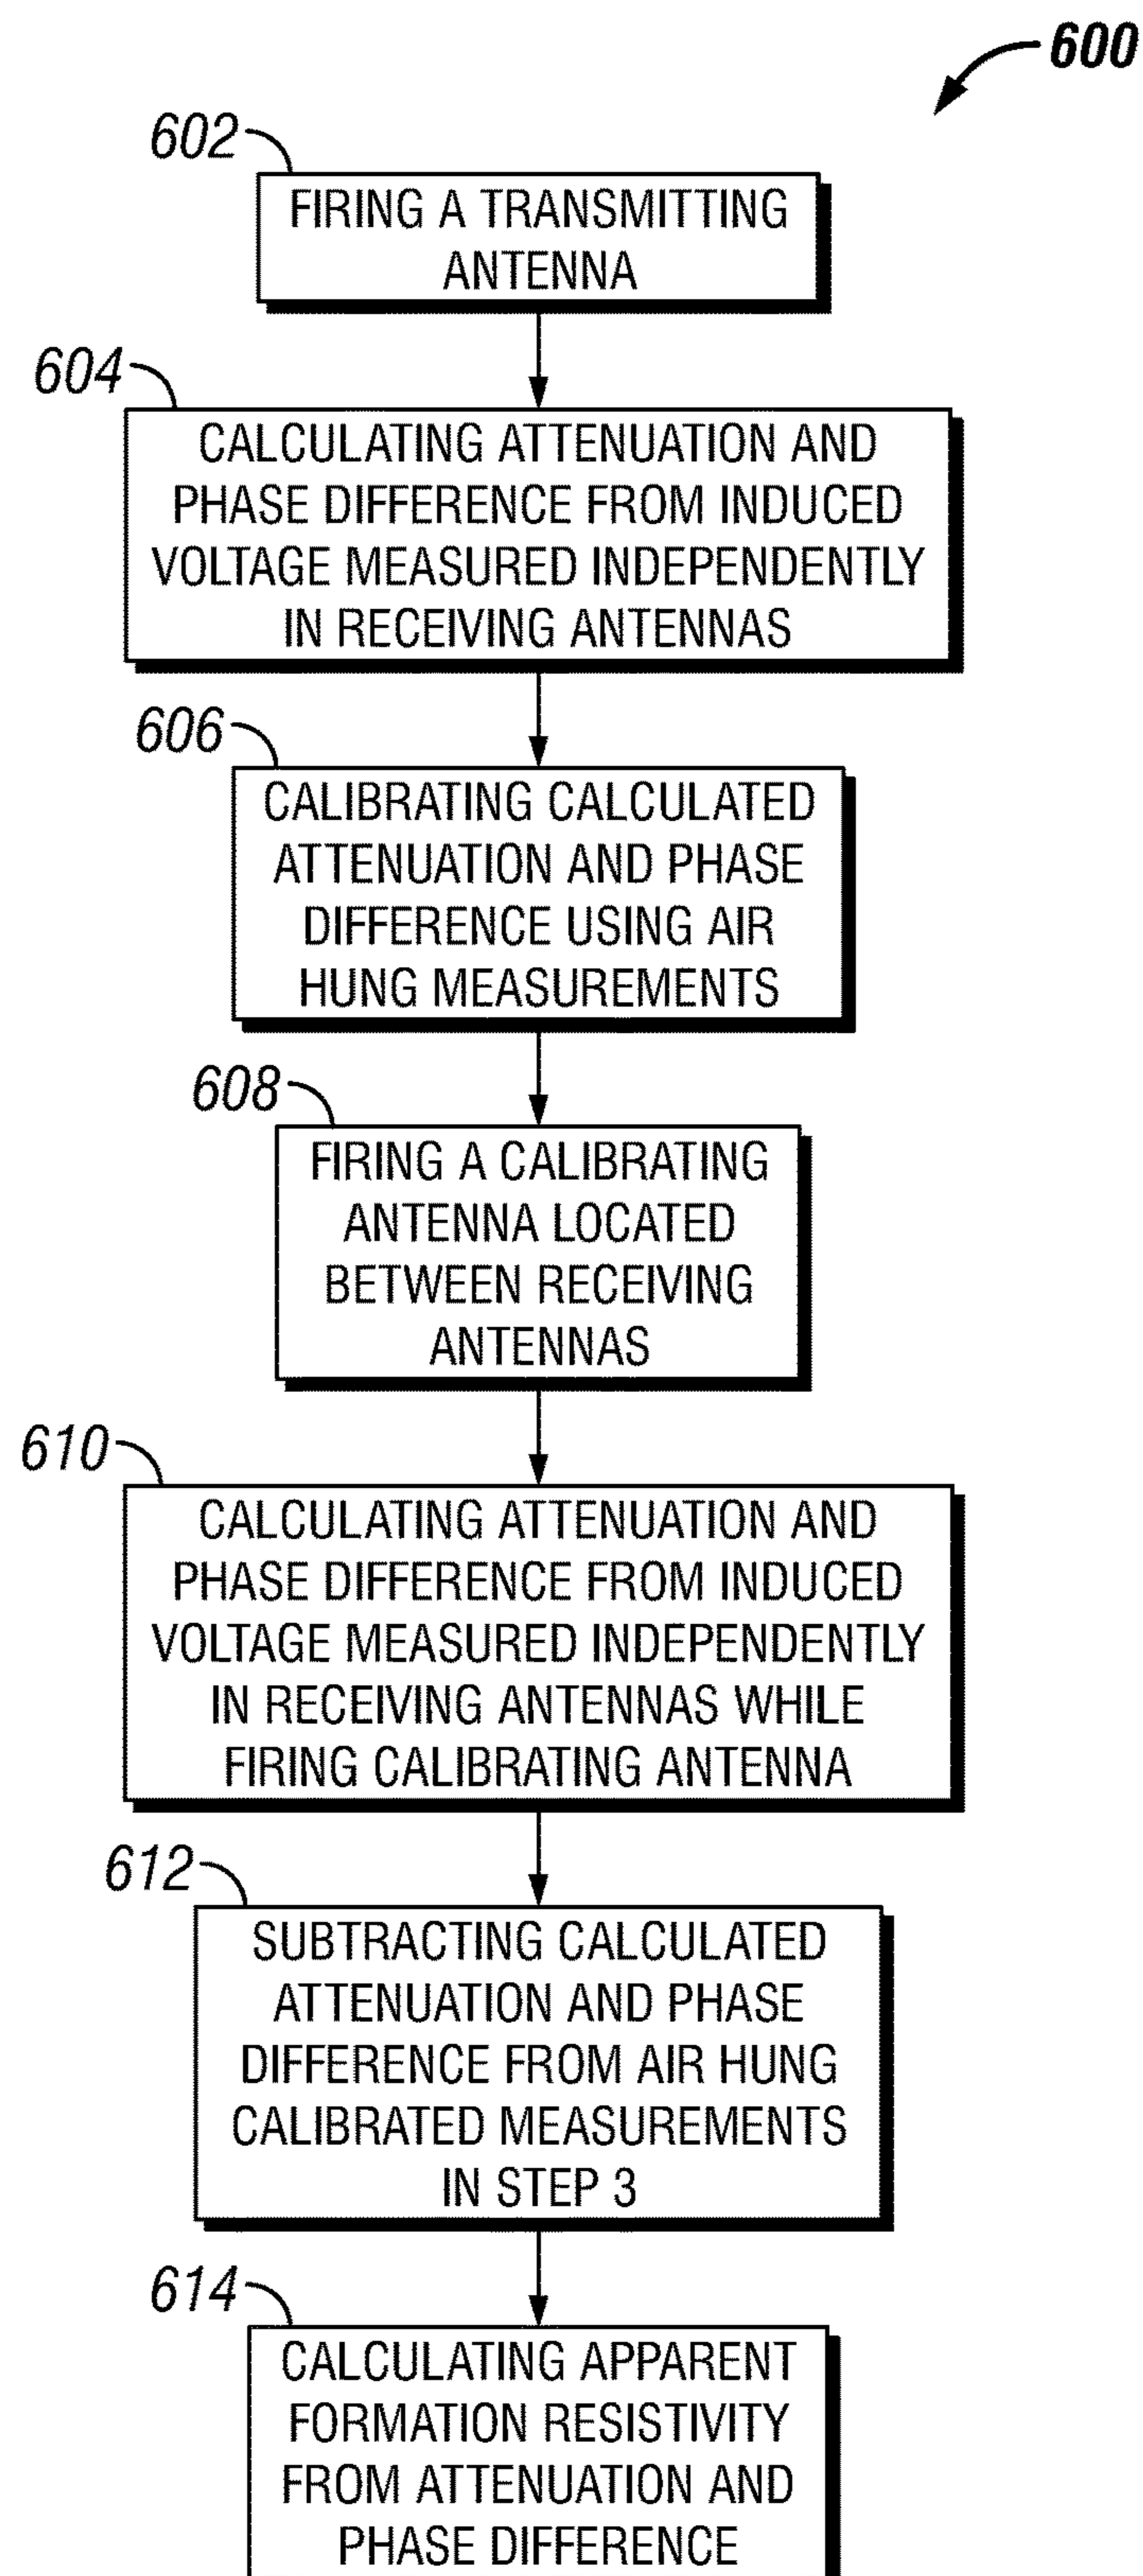 600
602
FIRING A TRANSMITTING
ANTENNA
604
CALCULATING ATTENUATION AND
PHASE DIFFERENCE FROM INDUCED
VOLTAGE MEASURED INDEPENDENTLY
IN RECEIVING ANTENNAS
606
CALIBRATING CALCULATED
ATTENUATION AND PHASE
DIFFERENCE USING AIR
HUNG MEASUREMENTS
608
FIRING A CALIBRATING
ANTENNA LOCATED
BETWEEN RECEIVING
ANTENNAS
610
CALCULATING ATTENUATION AND
PHASE DIFFERENCE FROM INDUCED
VOLTAGE MEASURED INDEPENDENTLY
IN RECEIVING ANTENNAS WHILE
FIRING CALIBRATING ANTENNA
612
SUBTRACTING CALCULATED
ATTENUATION AND PHASE
DIFFERENCE FROM AIR HUNG
CALIBRATED MEASUREMENTS
IN STEP 3
614
CALCULATING APPARENT
FORMATION RESISTIVITY
FROM ATTENUATION AND
PHASE DIFFERENCE